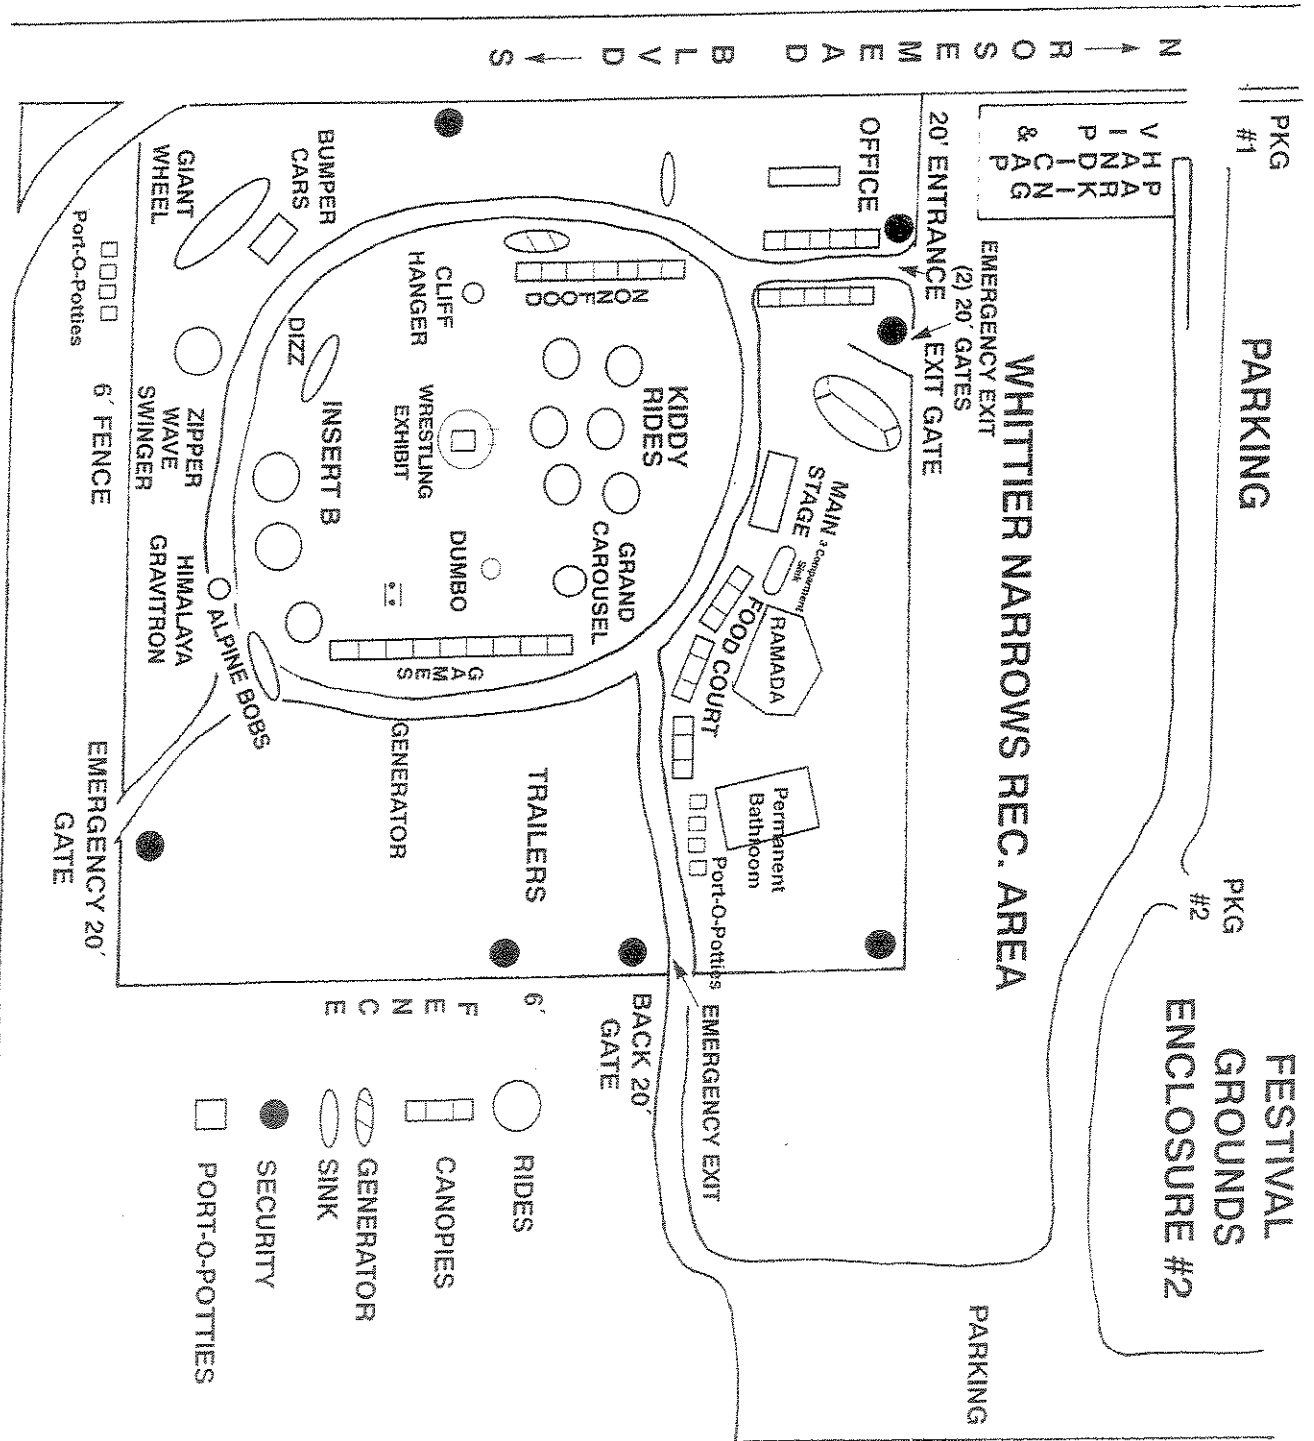 FESTIVAL
GROUNDS
ENCLOSURE #2
PKG
#1
PARKING
PKG
#2
N ← ROSEMEAD BLVD → S
VAN
HANDICAP
PARKING
&
WHITTIER NARROWS REC. AREA
PARKING
EMERGENCY EXIT
(2) 20' GATES
20' ENTRANCE
EXIT GATE
OFFICE
MAIN
STAGE
3 Compartment
Sink
RAMADA
FOOD COURT
Permanent
Bathroom
Port-O-Potties
EMERGENCY EXIT
BACK 20'
GATE
KIDDY
RIDES
NON FOOD
GRAND
CAROUSEL
CLIFF
HANGER
WRESTLING
EXHIBIT
DUMBO
GAMES
TRAILERS
GENERATOR
BUMPER
CARS
DIZZ
INSERT B
GIANT
WHEEL
ZIPPER
WAVE
SWINGER
HIMALAYA
GRAVITRON
ALPINE BOBS
Port-O-Potties
6' FENCE
EMERGENCY 20'
GATE
6'
FENCE
RIDES
CANOPIES
GENERATOR
SINK
SECURITY
PORT-O-POTTIES